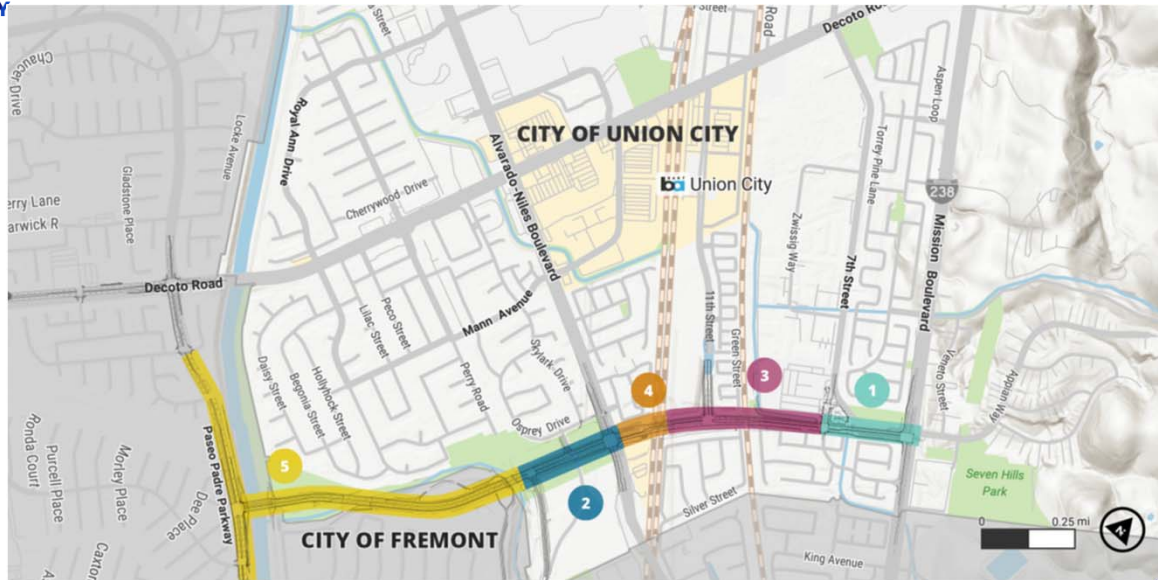 Chaucer Drive
Locke Avenue
Royal Ann Drive
Street
Road
Decoto
Alvarado-Niles Boulevard
CITY OF UNION CITY
ba Union City
Aspen Loop
Torrey Pine Lane
238
Mission Boulevard
Gladstone Place
erry Lane
arwick R
Cherrywood Drive
Zwissig Way
7th Street
Decoto Road
Peco Street
Lilac Street
Mann Avenue
Skylark Drive
Perry Road
11th Street
Green Street
Veneto Street
Appian Way
Daisy Street
Begonia Street
Hollyhock Street
Osprey Drive
4
3
1
5
2
Ronda Court
Purcell Place
Morley Place
Dee Place
Paseo Padre Parkway
Silver Street
Seven Hills
Park
CITY OF FREMONT
King Avenue
0
0.25 mi
N